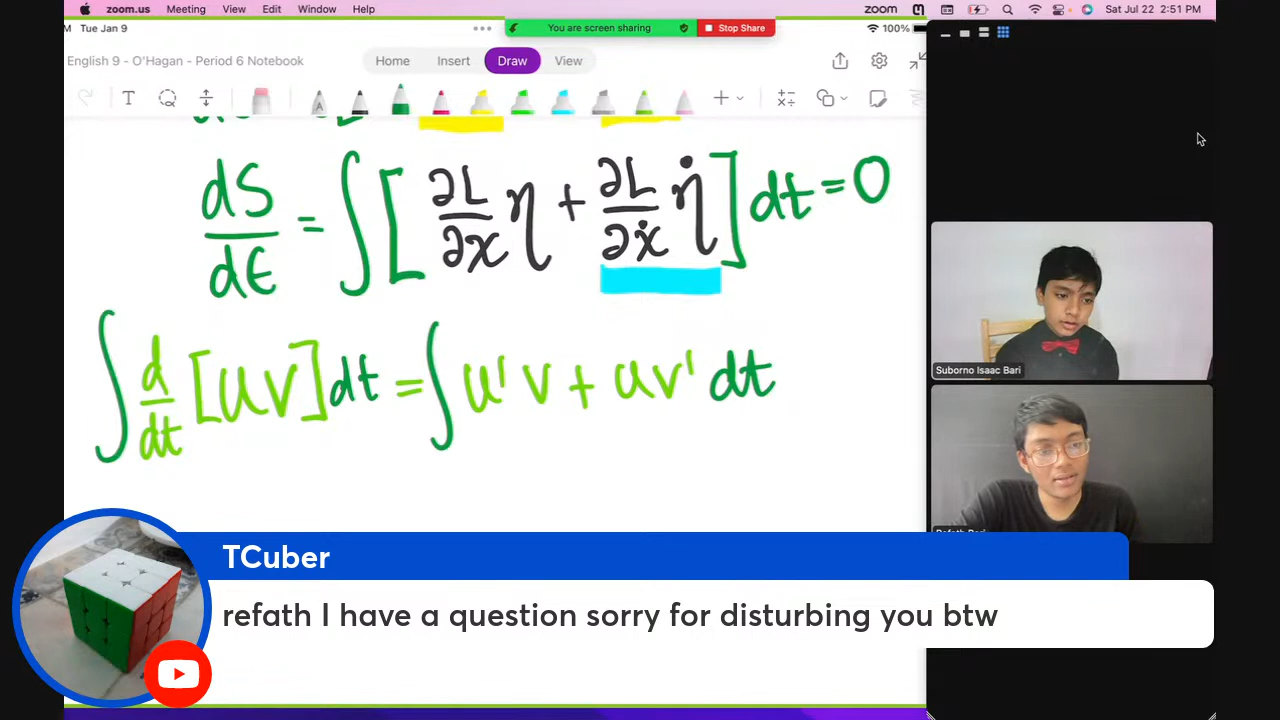 zoom.us Meeting View Edit Window Help zoom Sat Jul 22 2:51 PM
Tue Jan 9 ••• You are screen sharing Stop Share 100%
English 9 - O'Hagan - Period 6 Notebook Home Insert Draw View
T A
dS/dε = ∫ [ ∂L/∂x η + ∂L/∂ẋ η̇ ] dt = 0
∫ d/dt [uv] dt = ∫ u'v + uv' dt
Suborno Isaac Bari
TCuber
refath I have a question sorry for disturbing you btw